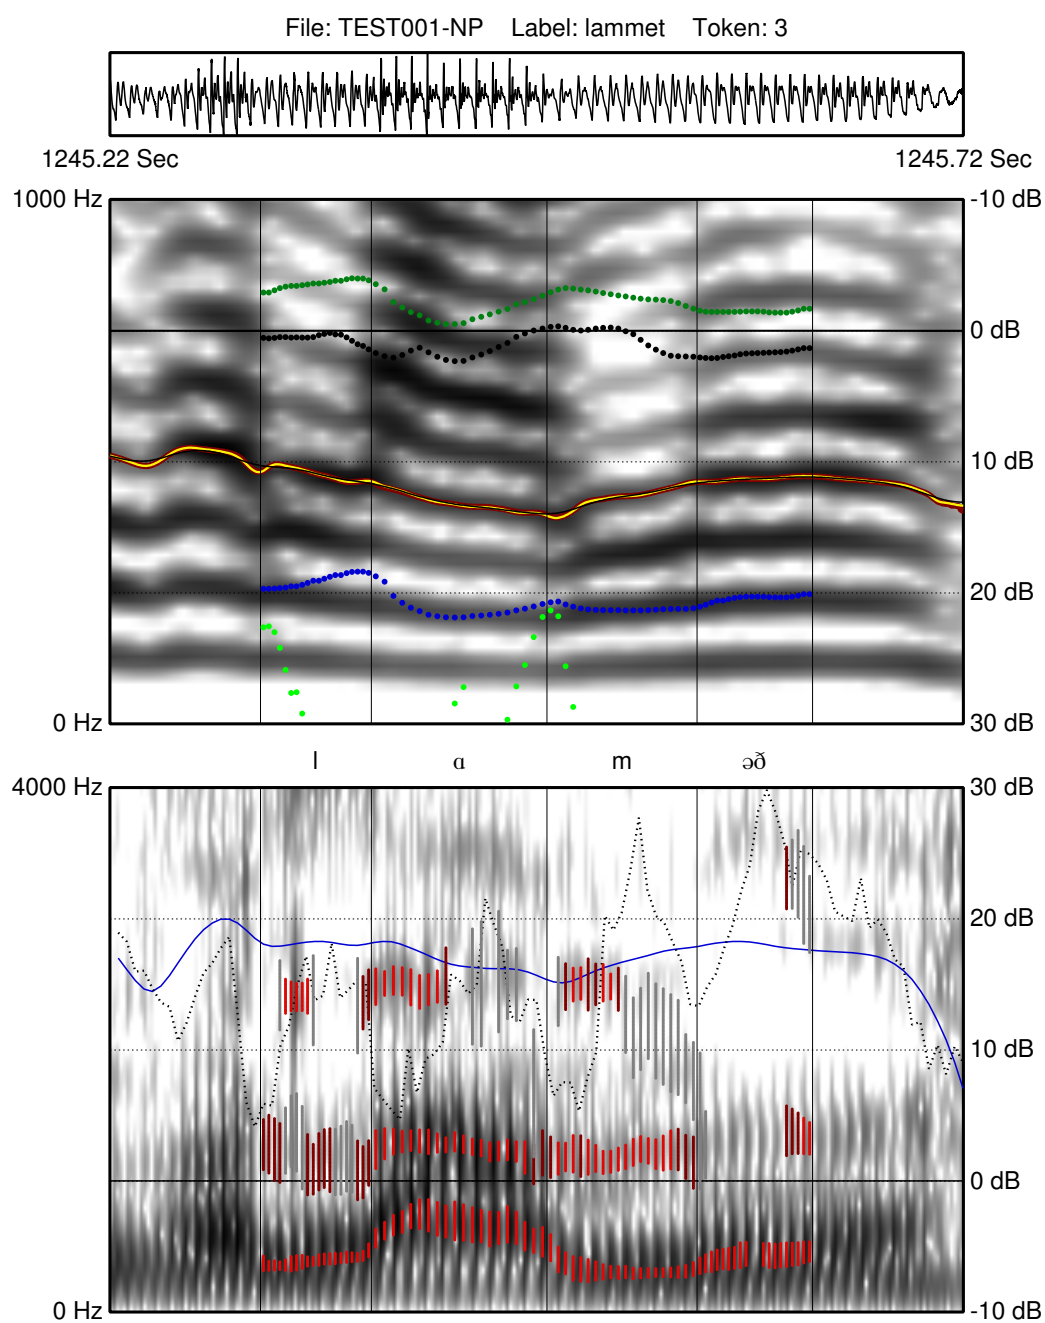 File: TEST001-NP Label: lammet Token: 3
1245.22 Sec 1245.72 Sec
1000 Hz -10 dB
0 dB
10 dB
20 dB
0 Hz 30 dB
l ɑ m əð
4000 Hz 30 dB
20 dB
10 dB
0 dB
0 Hz -10 dB